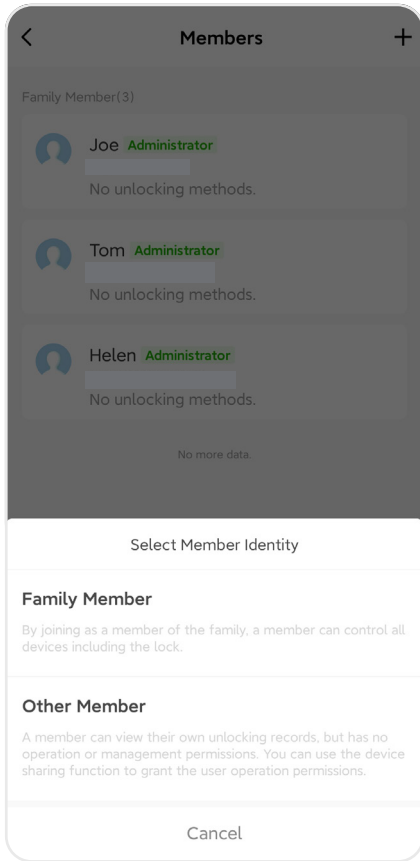 Members
Family Member(3)
Joe Administrator
No unlocking methods.
Tom Administrator
No unlocking methods.
Helen Administrator
No unlocking methods.
No more data.
Select Member Identity
Family Member
By joining as a member of the family, a member can control all
devices including the lock.
Other Member
A member can view their own unlocking records, but has no
operation or management permissions. You can use the device
sharing function to grant the user operation permissions.
Cancel